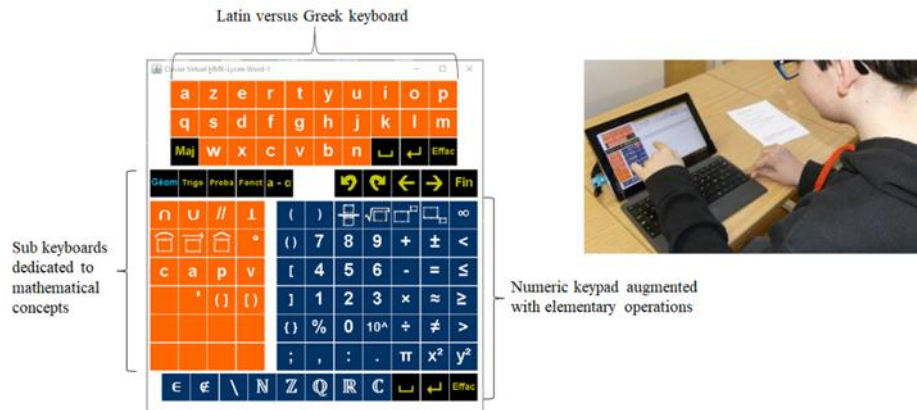 Latin versus Greek keyboard
Clavier Virtuel HMK-Lycee-Word-1
a z e r t y u i o p
q s d f g h j k l m
Maj w x c v b n ⎵ ↵ Effac
Géom Trigo Proba Fonct a - α ↶ ↷ ← → Fin
∩ ∪ // ⊥ ( ) √ ∞
° ( ) 7 8 9 + ± <
c a p v [ 4 5 6 - = ≤
' ( ] [ ) ] 1 2 3 × ≈ ≥
{ } % 0 10^ ÷ ≠ >
; , : . π x² y²
∈ ∉ \ ℕ ℤ ℚ ℝ ℂ ⎵ ↵ Effac
Sub keyboards
dedicated to
mathematical
concepts
Numeric keypad augmented
with elementary operations